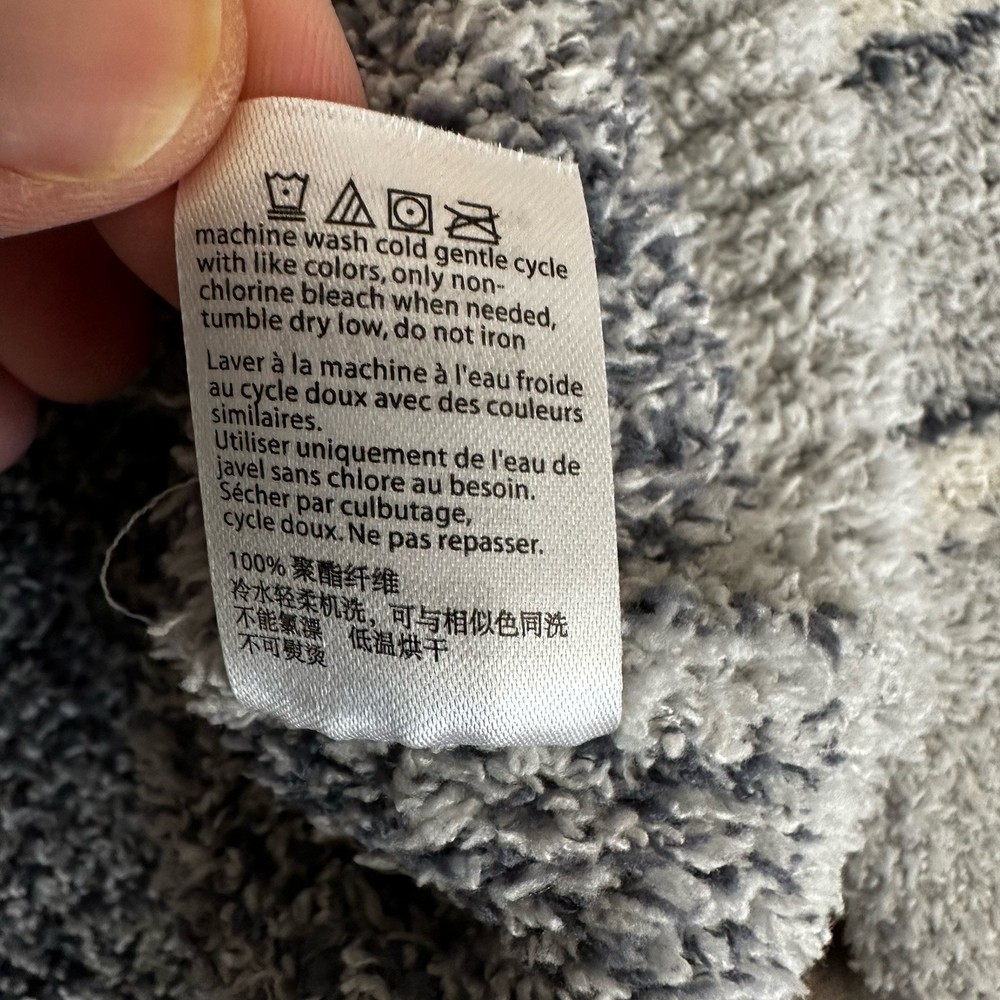 machine wash cold gentle cycle
with like colors, only non-
chlorine bleach when needed,
tumble dry low, do not iron
Laver à la machine à l'eau froide
au cycle doux avec des couleurs
similaires.
Utiliser uniquement de l'eau de
javel sans chlore au besoin.
Sécher par culbutage,
cycle doux. Ne pas repasser.
100% 聚酯纤维
冷水轻柔机洗，可与相似色同洗
不能氯漂 低温烘干
不可熨烫